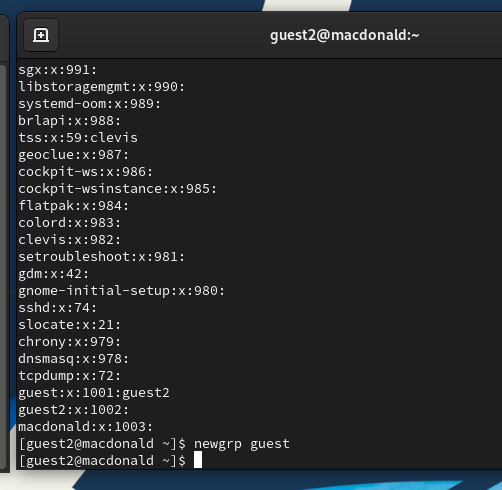 guest2@macdonald:~
sgx:x:991:
libstoragemgmt:x:990:
systemd-oom:x:989:
brlapi:x:988:
tss:x:59:clevis
geoclue:x:987:
cockpit-ws:x:986:
cockpit-wsinstance:x:985:
flatpak:x:984:
colord:x:983:
clevis:x:982:
setroubleshoot:x:981:
gdm:x:42:
gnome-initial-setup:x:980:
sshd:x:74:
slocate:x:21:
chrony:x:979:
dnsmasq:x:978:
tcpdump:x:72:
guest:x:1001:guest2
guest2:x:1002:
macdonald:x:1003:
[guest2@macdonald ~]$ newgrp guest
[guest2@macdonald ~]$